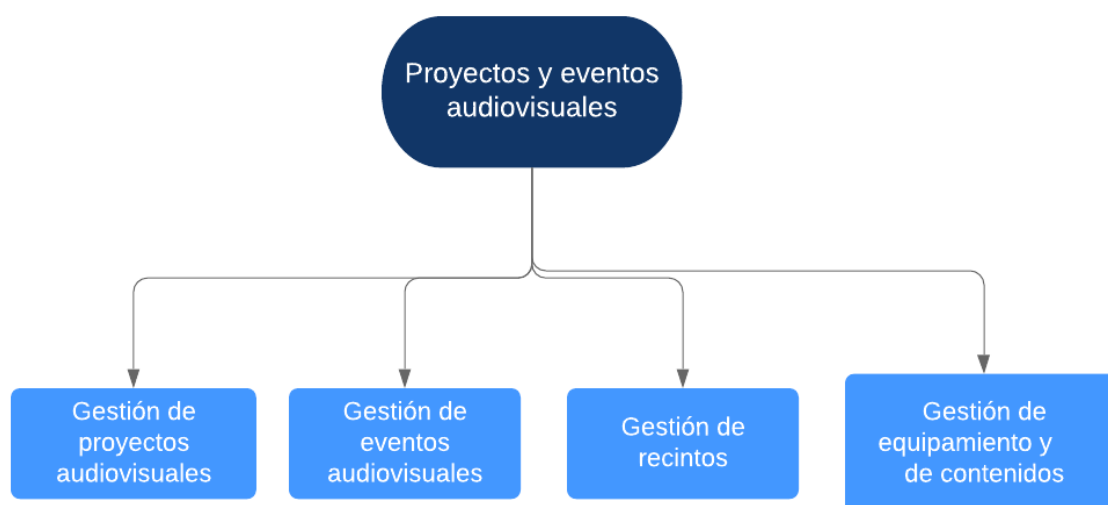 Proyectos y eventos
audiovisuales
Gestión de
proyectos
audiovisuales
Gestión de
eventos
audiovisuales
Gestión de
recintos
Gestión de
equipamiento y
de contenidos